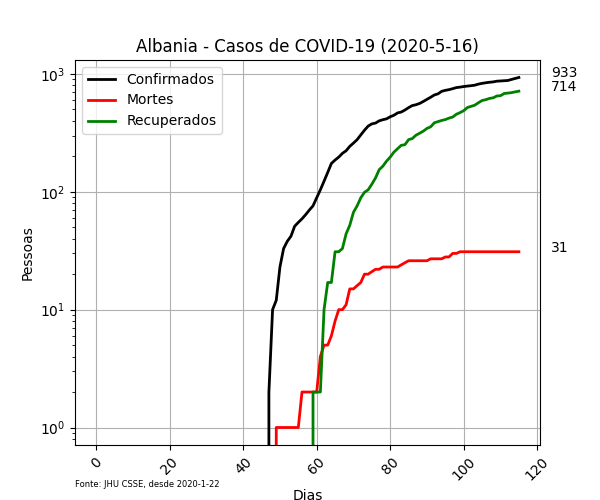 Albania - Casos de COVID-19 (2020-5-16)
Confirmados
Mortes
Recuperados
933
714
31
10³
10²
10¹
10⁰
Pessoas
0
20
40
60
80
100
120
Fonte: JHU CSSE, desde 2020-1-22
Dias